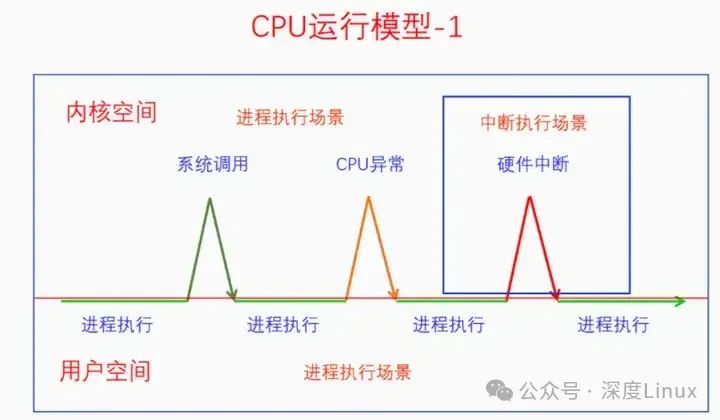 CPU运行模型-1
内核空间
进程执行场景
中断执行场景
系统调用
CPU异常
硬件中断
进程执行
进程执行
进程执行
进程执行
用户空间
进程执行场景
公众号·深度Linux